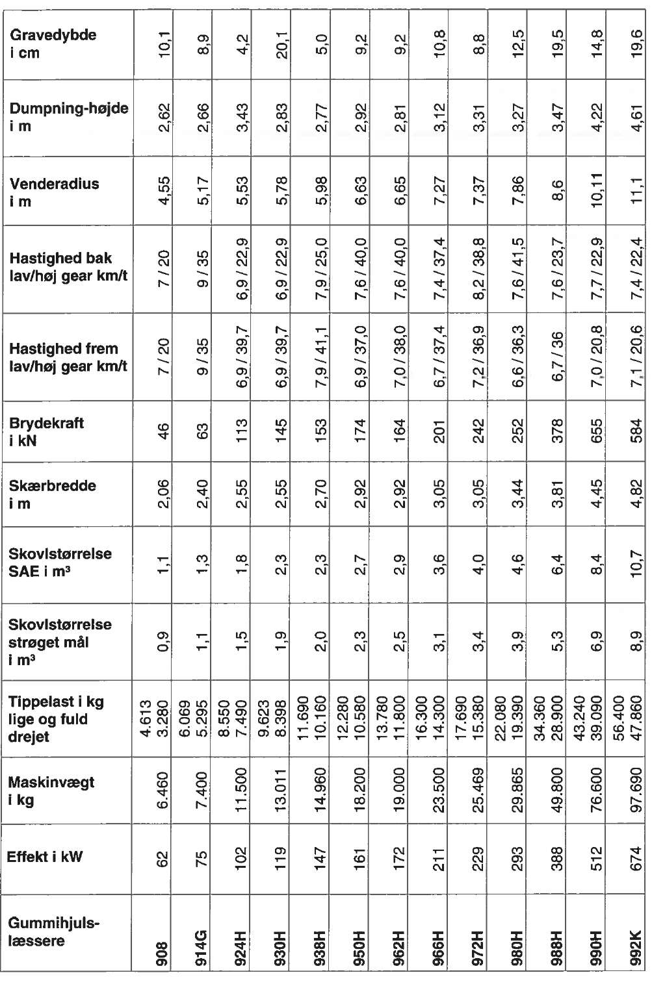 Gravedybde
i cm
10,1 8,9 4,2 20,1 5,0 9,2 9,2 10,8 8,8 12,5 19,5 14,8 19,6
Dumpning-højde
i m
2,62 2,66 3,43 2,83 2,77 2,92 2,81 3,12 3,31 3,27 3,47 4,22 4,61
Venderadius
i m
4,55 5,17 5,53 5,78 5,98 6,63 6,65 7,27 7,37 7,86 8,6 10,11 11,1
Hastighed bak
lav/høj gear km/t
7 / 20 9 / 35 6,9 / 22,9 6,9 / 22,9 7,9 / 25,0 7,6 / 40,0 7,6 / 40,0 7,4 / 37,4 8,2 / 38,8 7,6 / 41,5 7,6 / 23,7 7,7 / 22,9 7,4 / 22,4
Hastighed frem
lav/høj gear km/t
7 / 20 9 / 35 6,9 / 39,7 6,9 / 39,7 7,9 / 41,1 6,9 / 37,0 7,0 / 38,0 6,7 / 37,4 7,2 / 36,9 6,6 / 36,3 6,7 / 36 7,0 / 20,8 7,1 / 20,6
Brydekraft
i kN
46 63 113 145 153 174 164 201 242 252 378 655 584
Skærbredde
i m
2,06 2,40 2,55 2,55 2,70 2,92 2,92 3,05 3,05 3,44 3,81 4,45 4,82
Skovlstørrelse
SAE i m³
1,1 1,3 1,8 2,3 2,3 2,7 2,9 3,6 4,0 4,6 6,4 8,4 10,7
Skovlstørrelse
strøget mål
i m³
0,9 1,1 1,5 1,9 2,0 2,3 2,5 3,1 3,4 3,9 5,3 6,9 8,9
Tippelast i kg
lige og fuld
drejet
4.613 3.280 6.069 5.295 8.550 7.490 9.623 8.398 11.690 10.160 12.280 10.580 13.780 11.800 16.300 14.300 17.690 15.380 22.080 19.390 34.360 28.900 43.240 39.090 56.400 47.860
Maskinvægt
i kg
6.460 7.400 11.500 13.011 14.960 18.200 19.000 23.500 25.469 29.865 49.800 76.600 97.690
Effekt i kW
62 75 102 119 147 161 172 211 229 293 388 512 674
Gummihjuls-
læssere
908 914G 924H 930H 938H 950H 962H 966H 972H 980H 988H 990H 992K